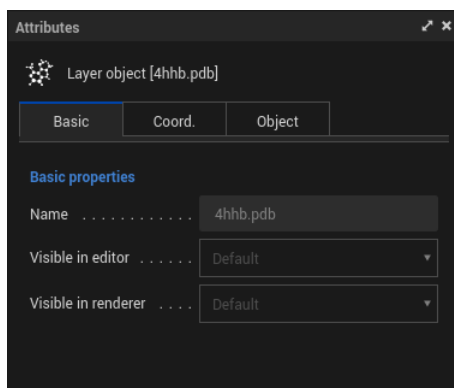 Attributes
Layer object [4hhb.pdb]
Basic Coord. Object
Basic properties
Name . . . . . . . . . . . . 4hhb.pdb
Visible in editor . . . . . . Default
Visible in renderer . . . . Default